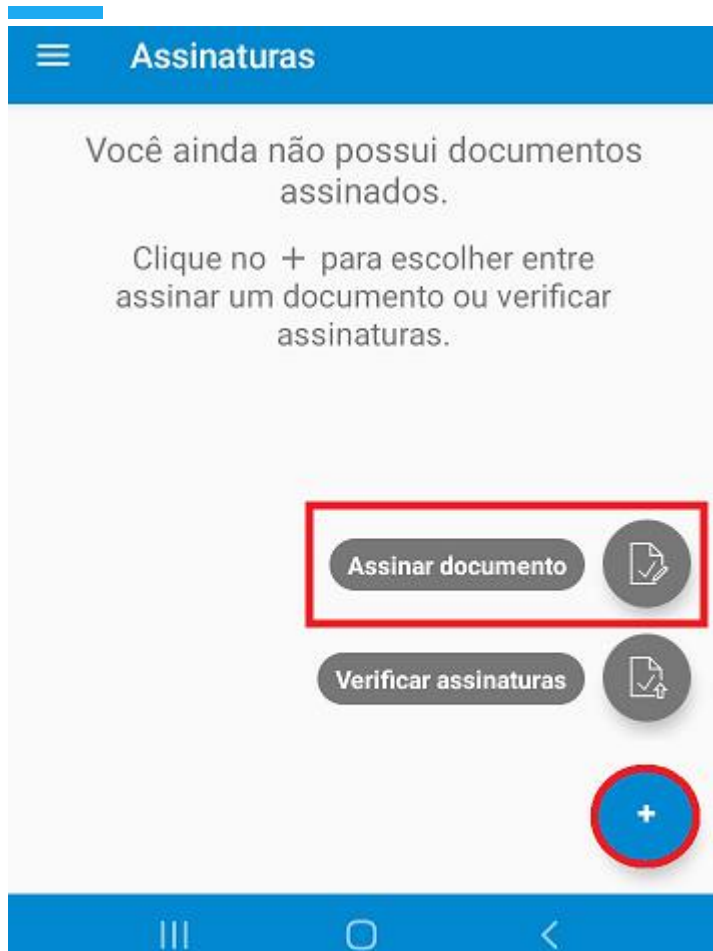 Assinaturas
Você ainda não possui documentos
assinados.
Clique no + para escolher entre
assinar um documento ou verificar
assinaturas.
Assinar documento
Verificar assinaturas
+